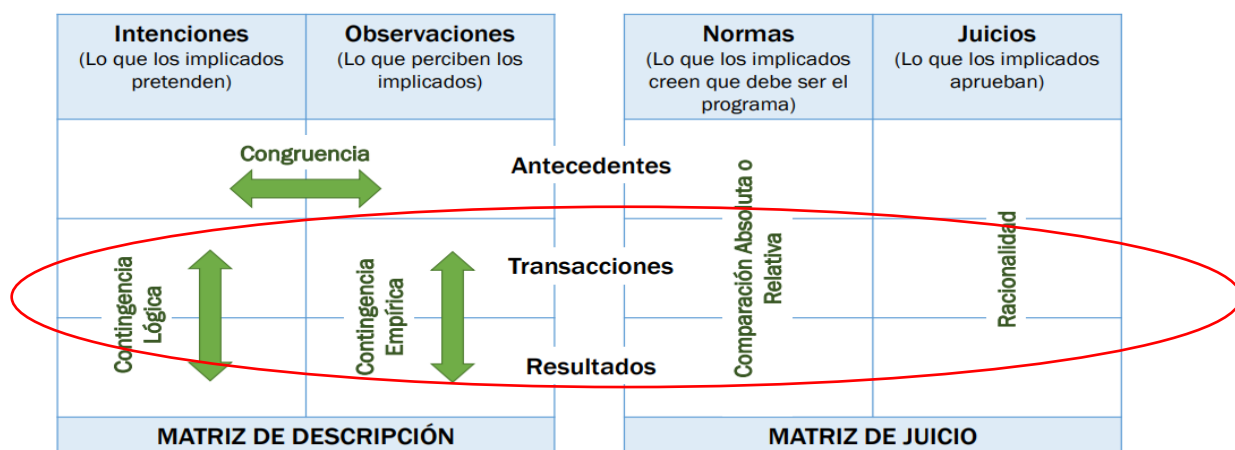 Intenciones
(Lo que los implicados
pretenden)
Observaciones
(Lo que perciben los
implicados)
Normas
(Lo que los implicados
creen que debe ser el
programa)
Juicios
(Lo que los implicados
aprueban)
Congruencia
Antecedentes
Contingencia
Lógica
Contingencia
Empírica
Transacciones
Comparación Absoluta o
Relativa
Racionalidad
Resultados
MATRIZ DE DESCRIPCIÓN
MATRIZ DE JUICIO